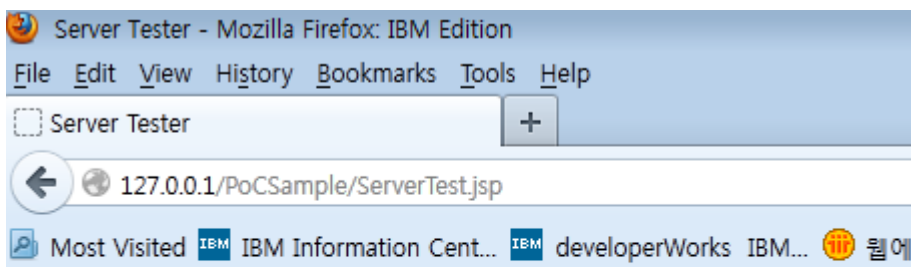 Server Tester - Mozilla Firefox: IBM Edition
File Edit View History Bookmarks Tools Help
Server Tester +
127.0.0.1/PoCSample/ServerTest.jsp
Most Visited IBM IBM Information Cent... IBM developerWorks IBM... 웹에